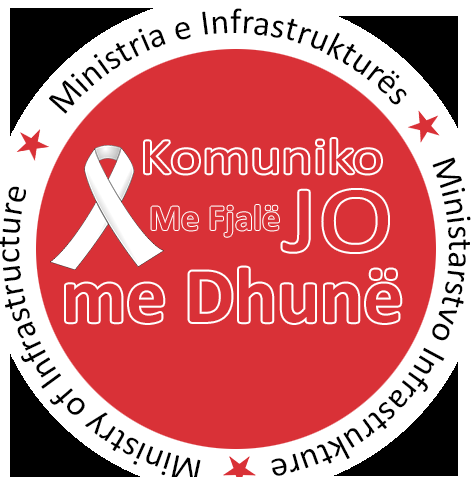 Ministria e Infrastrukturës
Ministarstvo Infrastrukture
Ministry of Infrastructure
Komuniko
Me Fjalë JO
me Dhunë